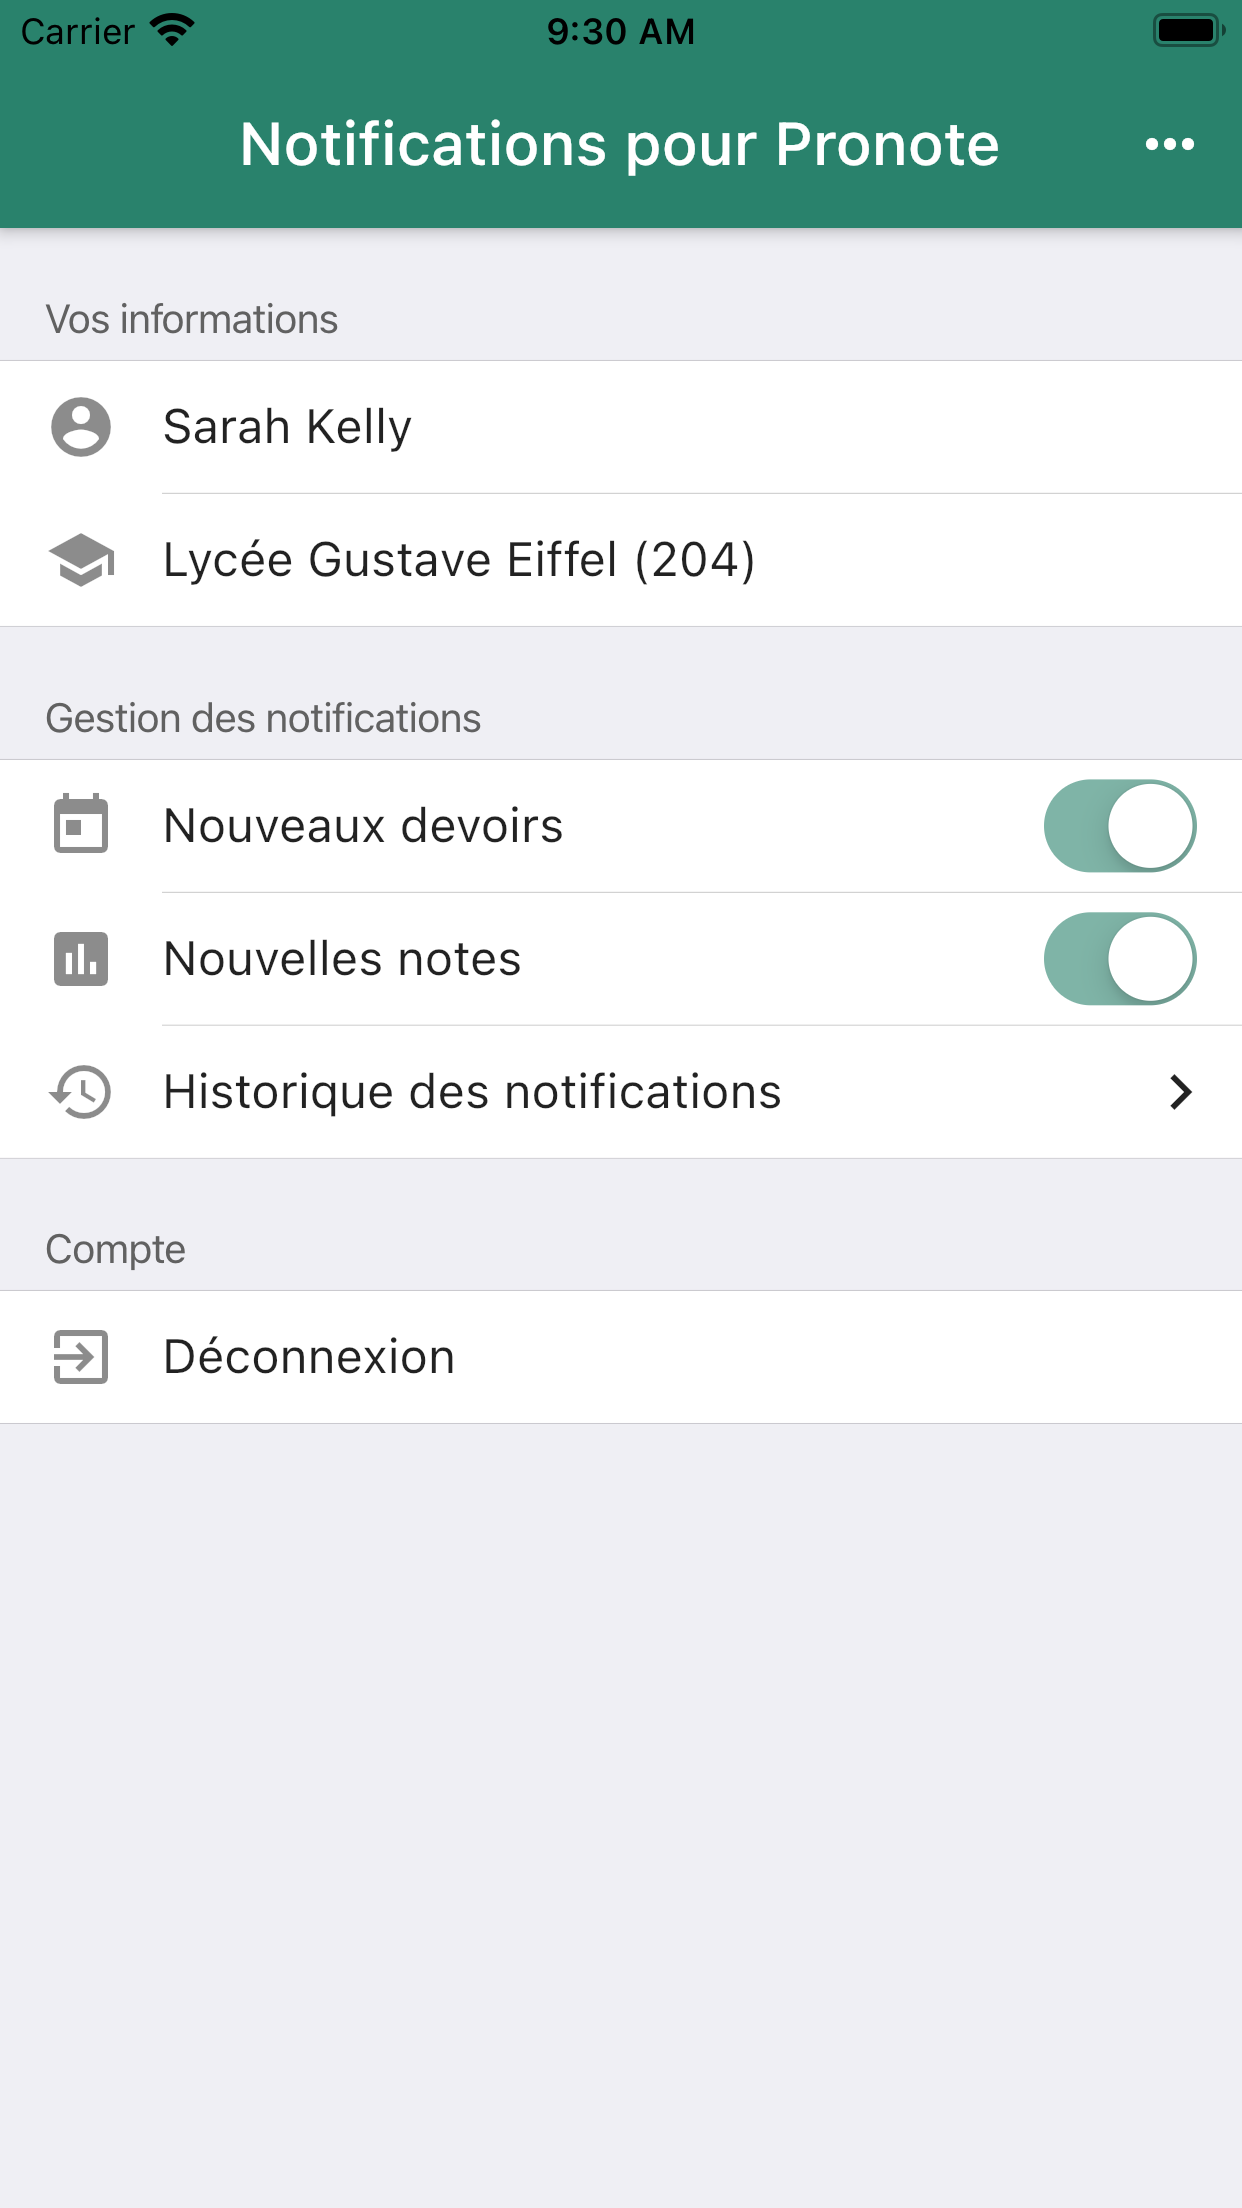 Carrier 9:30 AM
Notifications pour Pronote
Vos informations
Sarah Kelly
Lycée Gustave Eiffel (204)
Gestion des notifications
Nouveaux devoirs
Nouvelles notes
Historique des notifications
Compte
Déconnexion